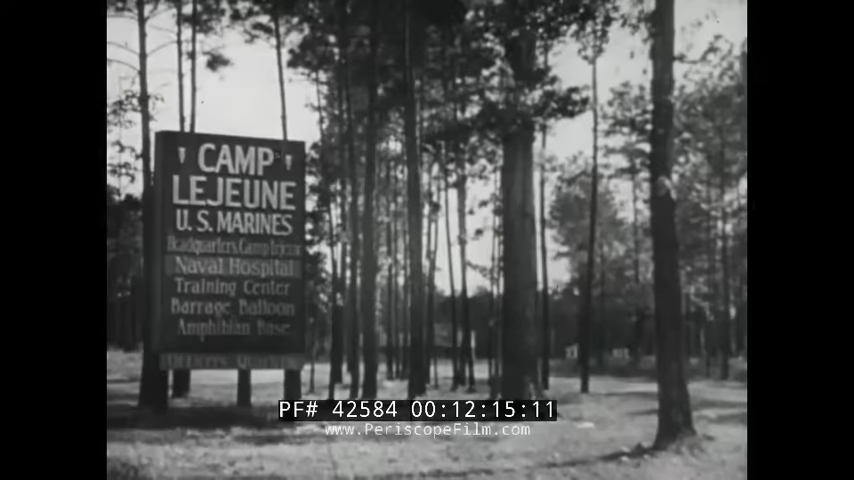 CAMP
LEJEUNE
U.S. MARINES
Headquarters Camp Lejeune
Naval Hospital
Training Center
Barrage Balloon
Amphibian Base
PF# 42584 00:12:15:11
www.PeriscopeFilm.com